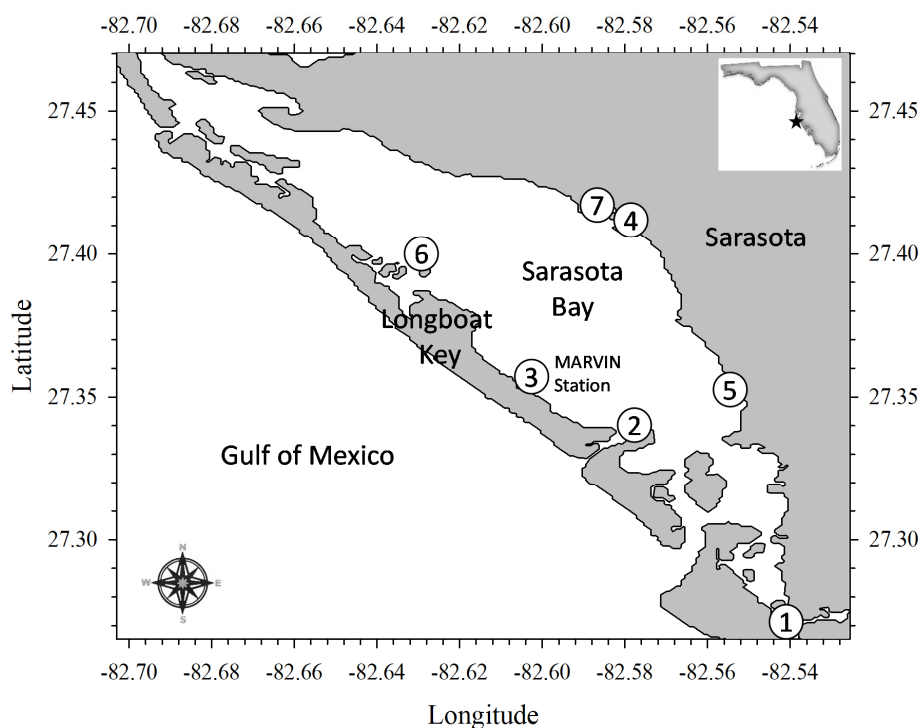 -82.70 -82.68 -82.66 -82.64 -82.62 -82.60 -82.58 -82.56 -82.54
27.45 27.45
7 4
Sarasota
27.40 6 27.40
Sarasota
Bay
Longboat
Key
MARVIN
3 Station
27.35 5 27.35
2
Gulf of Mexico
27.30 27.30
N
W E
S
1
-82.70 -82.68 -82.66 -82.64 -82.62 -82.60 -82.58 -82.56 -82.54
Latitude
Longitude